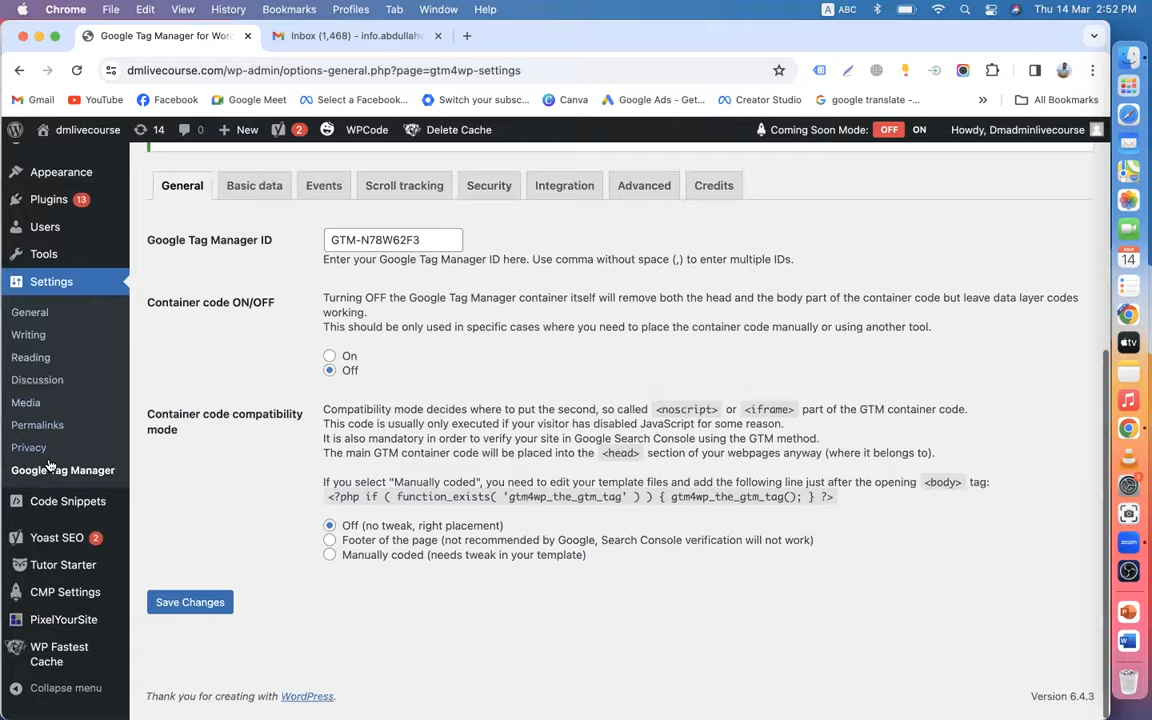 Chrome File Edit View History Bookmarks Profiles Tab Window Help A ABC Thu 14 Mar 2:52 PM
Google Tag Manager for Wor Inbox (1,468) - info.abdullah
dmlivecourse.com/wp-admin/options-general.php?page=gtm4wp-settings
Gmail YouTube Facebook Google Meet Select a Facebook... Switch your subsc... Canva Google Ads - Get... Creator Studio google translate -... All Bookmarks
dmlivecourse 14 0 New 2 WPCode Delete Cache Coming Soon Mode: OFF ON Howdy, Dmadminlivecourse
Appearance
Plugins 13
Users
Tools
Settings
General
Writing
Reading
Discussion
Media
Permalinks
Privacy
Google Tag Manager
Code Snippets
Yoast SEO 2
Tutor Starter
CMP Settings
PixelYourSite
WP Fastest
Cache
Collapse menu
General Basic data Events Scroll tracking Security Integration Advanced Credits
Google Tag Manager ID
GTM-N78W62F3
Enter your Google Tag Manager ID here. Use comma without space (,) to enter multiple IDs.
Container code ON/OFF
Turning OFF the Google Tag Manager container itself will remove both the head and the body part of the container code but leave data layer codes
working.
This should be only used in specific cases where you need to place the container code manually or using another tool.
On
Off
Container code compatibility
mode
Compatibility mode decides where to put the second, so called <noscript> or <iframe> part of the GTM container code.
This code is usually only executed if your visitor has disabled JavaScript for some reason.
It is also mandatory in order to verify your site in Google Search Console using the GTM method.
The main GTM container code will be placed into the <head> section of your webpages anyway (where it belongs to).
If you select "Manually coded", you need to edit your template files and add the following line just after the opening <body> tag:
<?php if ( function_exists( 'gtm4wp_the_gtm_tag' ) ) { gtm4wp_the_gtm_tag(); } ?>
Off (no tweak, right placement)
Footer of the page (not recommended by Google, Search Console verification will not work)
Manually coded (needs tweak in your template)
Save Changes
Thank you for creating with WordPress.
Version 6.4.3
14
tv
zoom